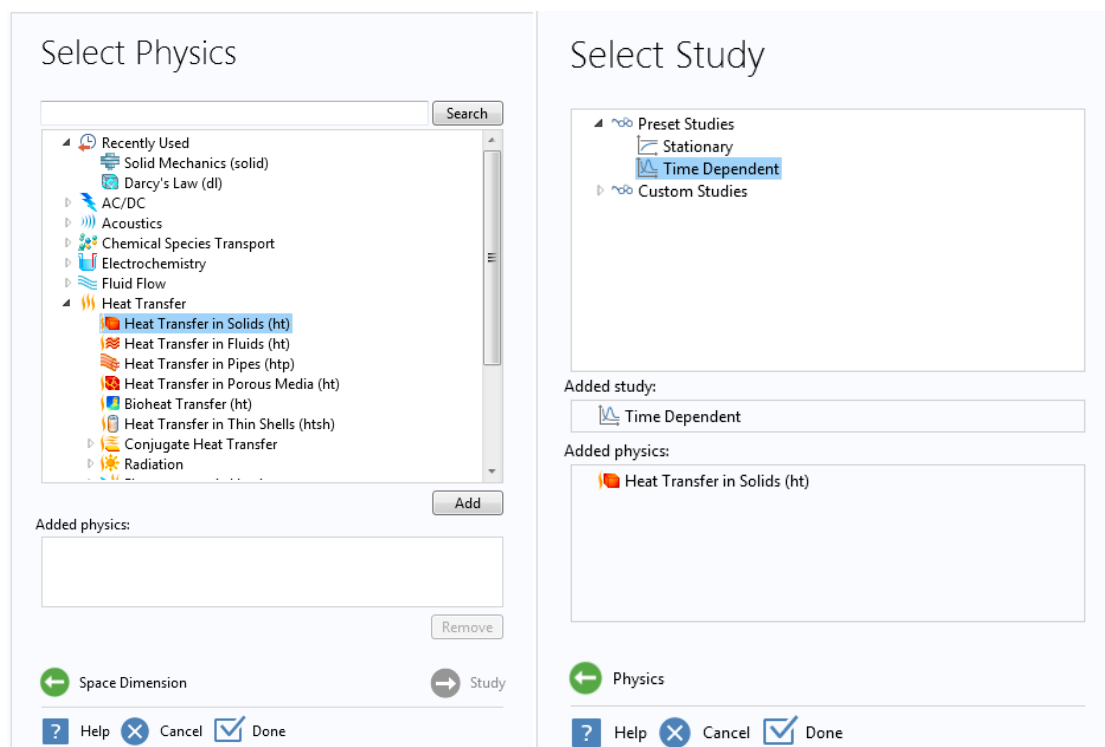 Select Physics
Search
Recently Used
Solid Mechanics (solid)
Darcy's Law (dl)
AC/DC
Acoustics
Chemical Species Transport
Electrochemistry
Fluid Flow
Heat Transfer
Heat Transfer in Solids (ht)
Heat Transfer in Fluids (ht)
Heat Transfer in Pipes (htp)
Heat Transfer in Porous Media (ht)
Bioheat Transfer (ht)
Heat Transfer in Thin Shells (htsh)
Conjugate Heat Transfer
Radiation
Add
Added physics:
Remove
Space Dimension
Study
? Help Cancel Done
Select Study
Preset Studies
Stationary
Time Dependent
Custom Studies
Added study:
Time Dependent
Added physics:
Heat Transfer in Solids (ht)
Physics
? Help Cancel Done